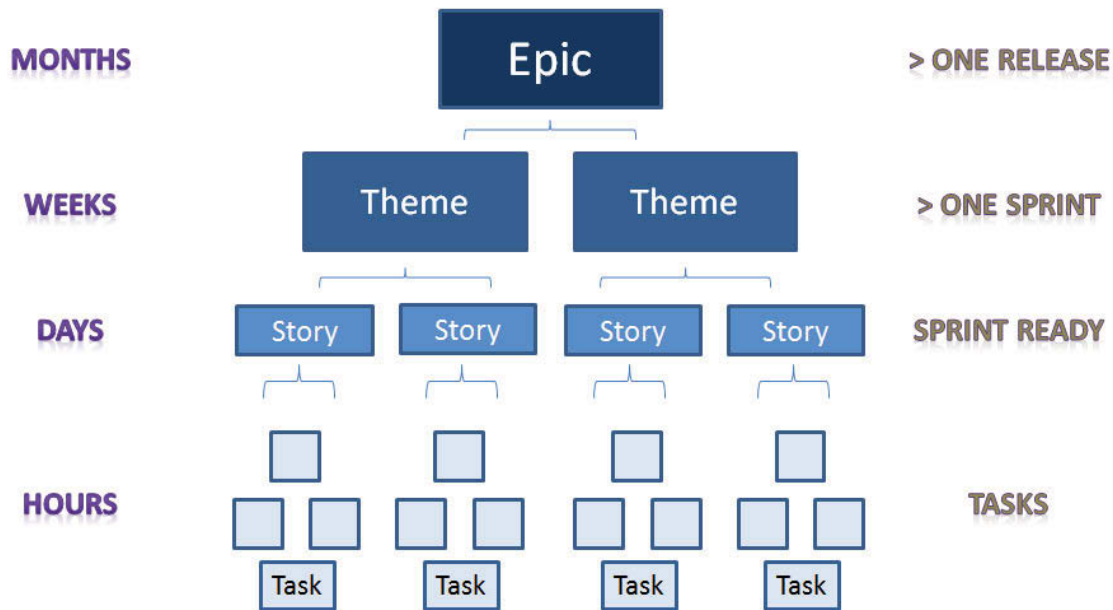 MONTHS
Epic
> ONE RELEASE
WEEKS
Theme
Theme
> ONE SPRINT
DAYS
Story
Story
Story
Story
SPRINT READY
HOURS
TASKS
Task
Task
Task
Task